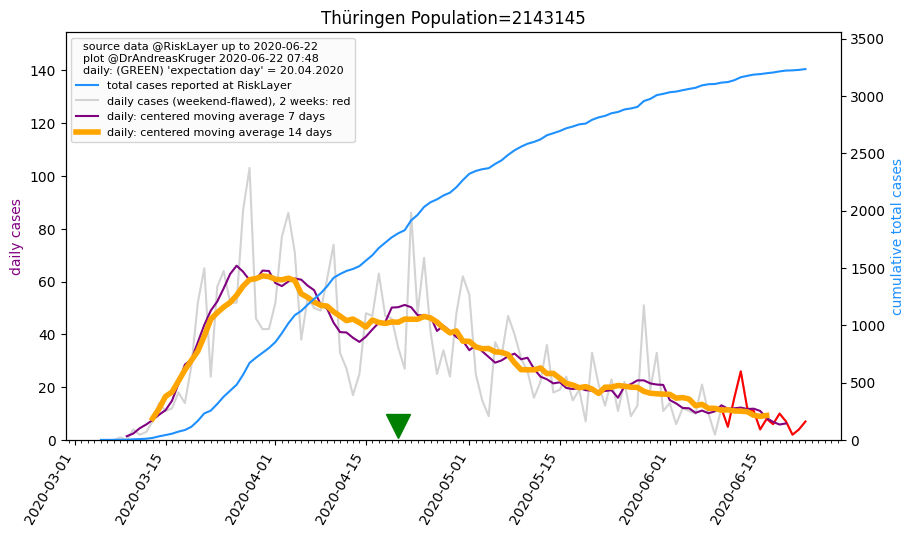 Thüringen Population=2143145
source data @RiskLayer up to 2020-06-22
plot @DrAndreasKruger 2020-06-22 07:48
daily: (GREEN) 'expectation day' = 20.04.2020
total cases reported at RiskLayer
daily cases (weekend-flawed), 2 weeks: red
daily: centered moving average 7 days
daily: centered moving average 14 days
daily cases
140
120
100
80
60
40
20
0
3500
3000
2500
2000
1500
1000
500
0
cumulative total cases
2020-03-01
2020-03-15
2020-04-01
2020-04-15
2020-05-01
2020-05-15
2020-06-01
2020-06-15